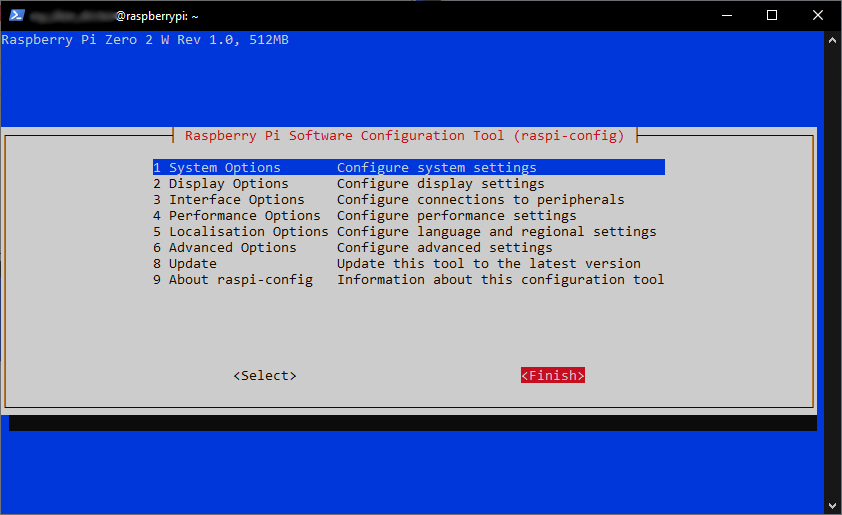 @raspberrypi: ~
Raspberry Pi Zero 2 W Rev 1.0, 512MB
Raspberry Pi Software Configuration Tool (raspi-config)
1 System Options Configure system settings
2 Display Options Configure display settings
3 Interface Options Configure connections to peripherals
4 Performance Options Configure performance settings
5 Localisation Options Configure language and regional settings
6 Advanced Options Configure advanced settings
8 Update Update this tool to the latest version
9 About raspi-config Information about this configuration tool
<Select> <Finish>